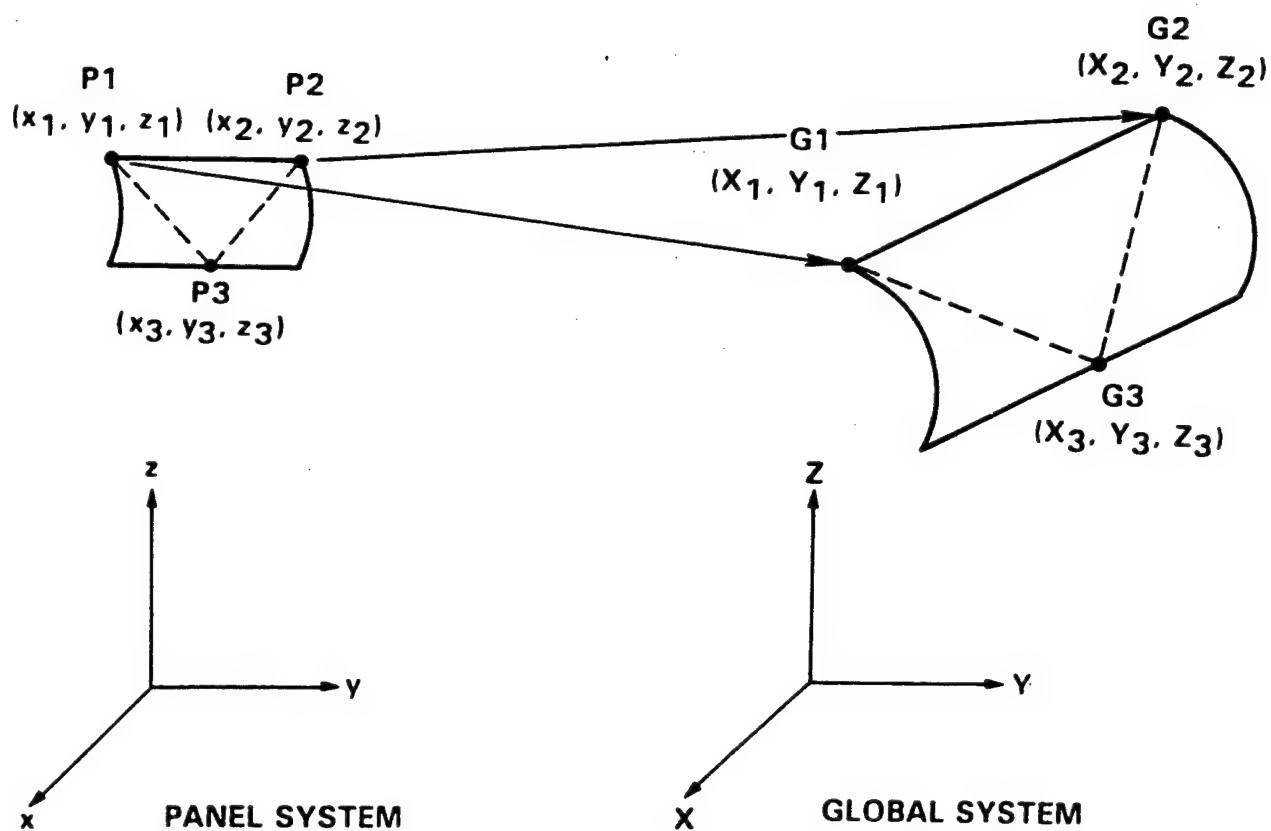 P1
(x₁, y₁, z₁)
P2
(x₂, y₂, z₂)
P3
(x₃, y₃, z₃)
G1
(X₁, Y₁, Z₁)
G2
(X₂, Y₂, Z₂)
G3
(X₃, Y₃, Z₃)
z
y
x
PANEL SYSTEM
Z
Y
X
GLOBAL SYSTEM